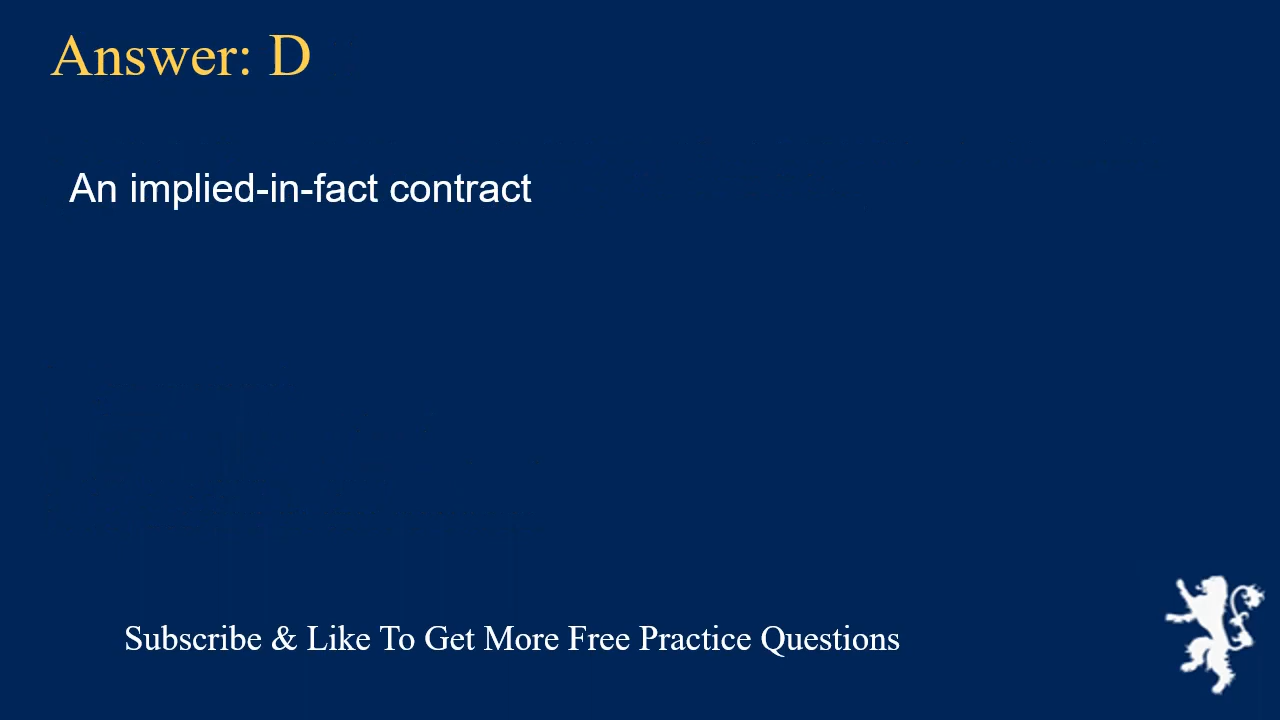 Answer: D
An implied-in-fact contract
Subscribe & Like To Get More Free Practice Questions